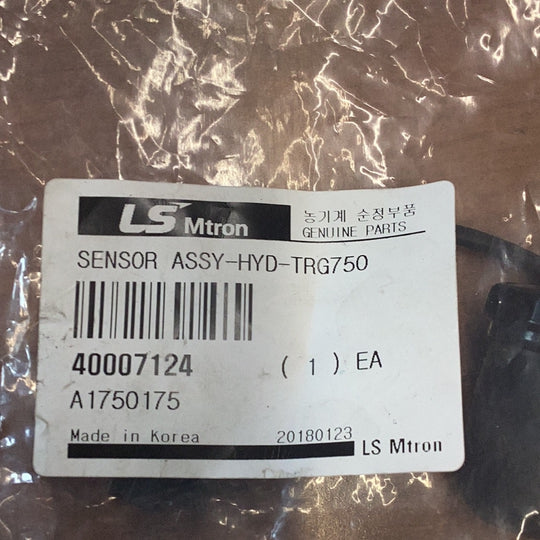 LS Mtron
농기계 순정부품
GENUINE PARTS
SENSOR ASSY-HYD-TRG750
40007124 ( 1 ) EA
A1750175
Made in Korea 20180123
LS Mtron